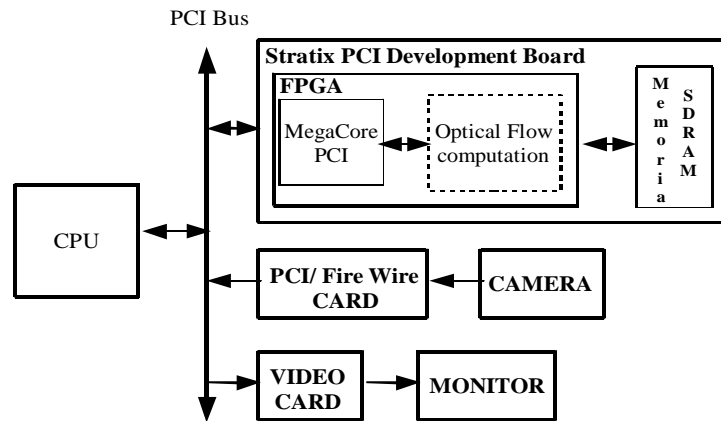 PCI Bus
Stratix PCI Development Board
FPGA
MegaCore
PCI
Optical Flow
computation
Memoria
SDRAM
CPU
PCI/ Fire Wire
CARD
CAMERA
VIDEO
CARD
MONITOR